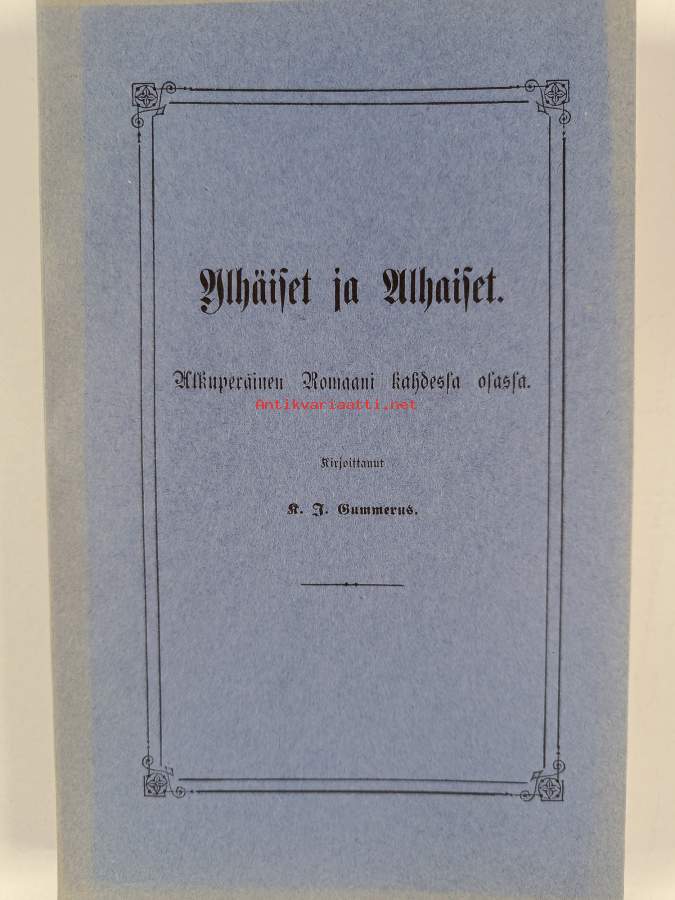 Ylhäiset ja Alhaiset.
Alkuperäinen Romaani kahdessa osassa.
Antikvariaatti.net
Kirjoittanut
K. J. Gummerus.